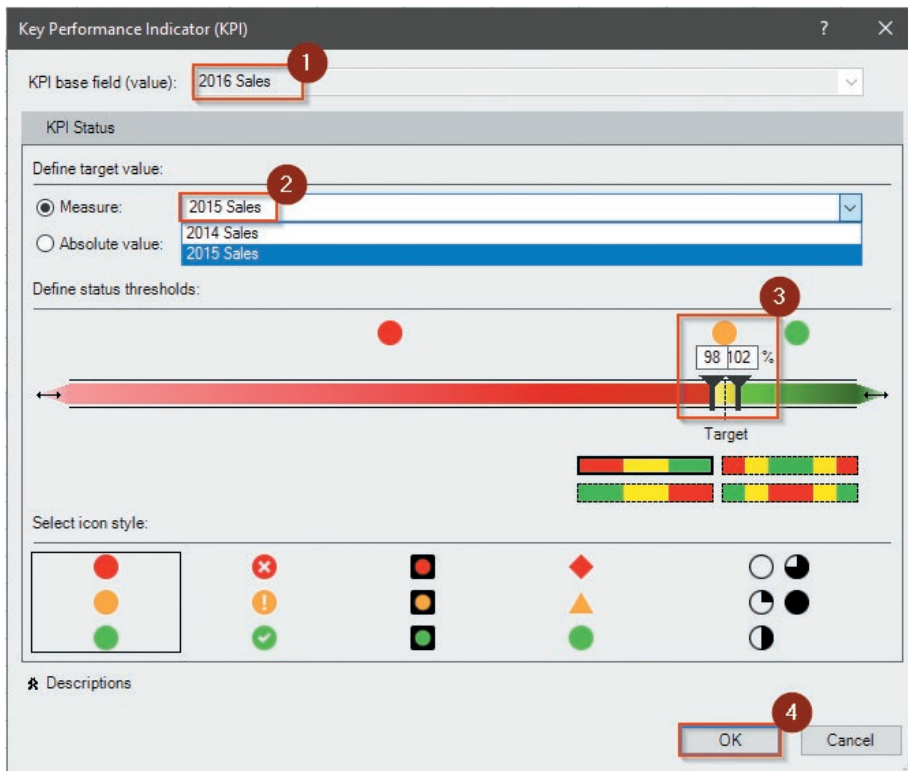 Key Performance Indicator (KPI) ?
1
KPI base field (value): 2016 Sales
KPI Status
Define target value:
2
Measure: 2015 Sales
2014 Sales
Absolute value: 2015 Sales
Define status thresholds:
3
98 102 %
Target
Select icon style:
Descriptions
4
OK Cancel